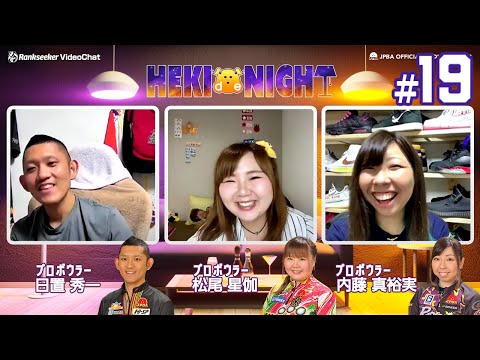 Rankseeker VideoChat
JPBA OFFICIAL
HEKI de NIGHT
#19
プロボウラー
日置 秀一
プロボウラー
松尾 星伽
プロボウラー
内藤 真裕実